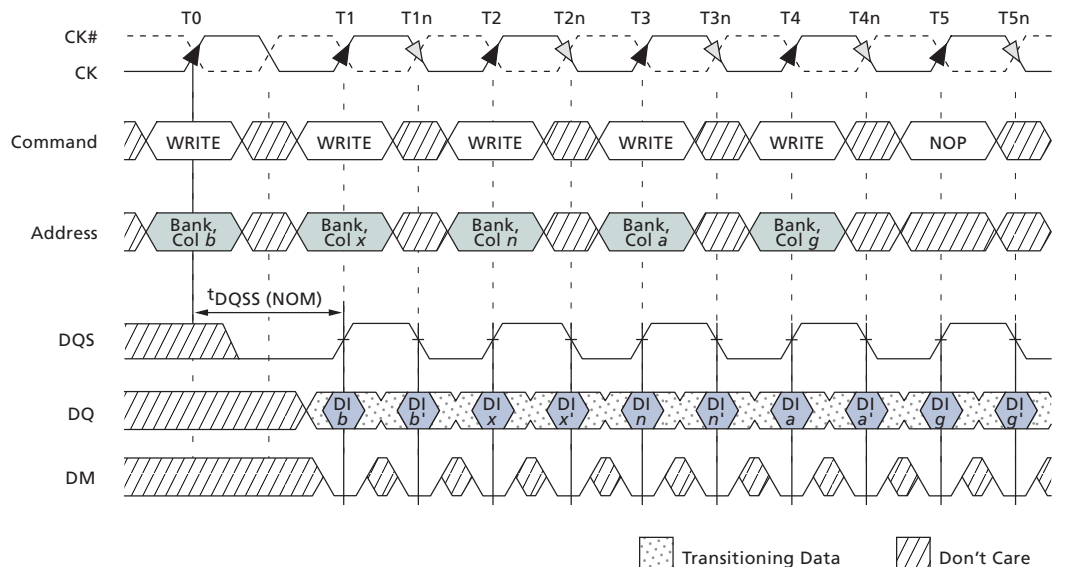 T0 T1 T1n T2 T2n T3 T3n T4 T4n T5 T5n
CK#
CK
Command WRITE WRITE WRITE WRITE WRITE NOP
Address Bank, Col b Bank, Col x Bank, Col n Bank, Col a Bank, Col g
tDQSS (NOM)
DQS
DQ DI b DI b' DI x DI x' DI n DI n' DI a DI a' DI g DI g'
DM
Transitioning Data Don't Care